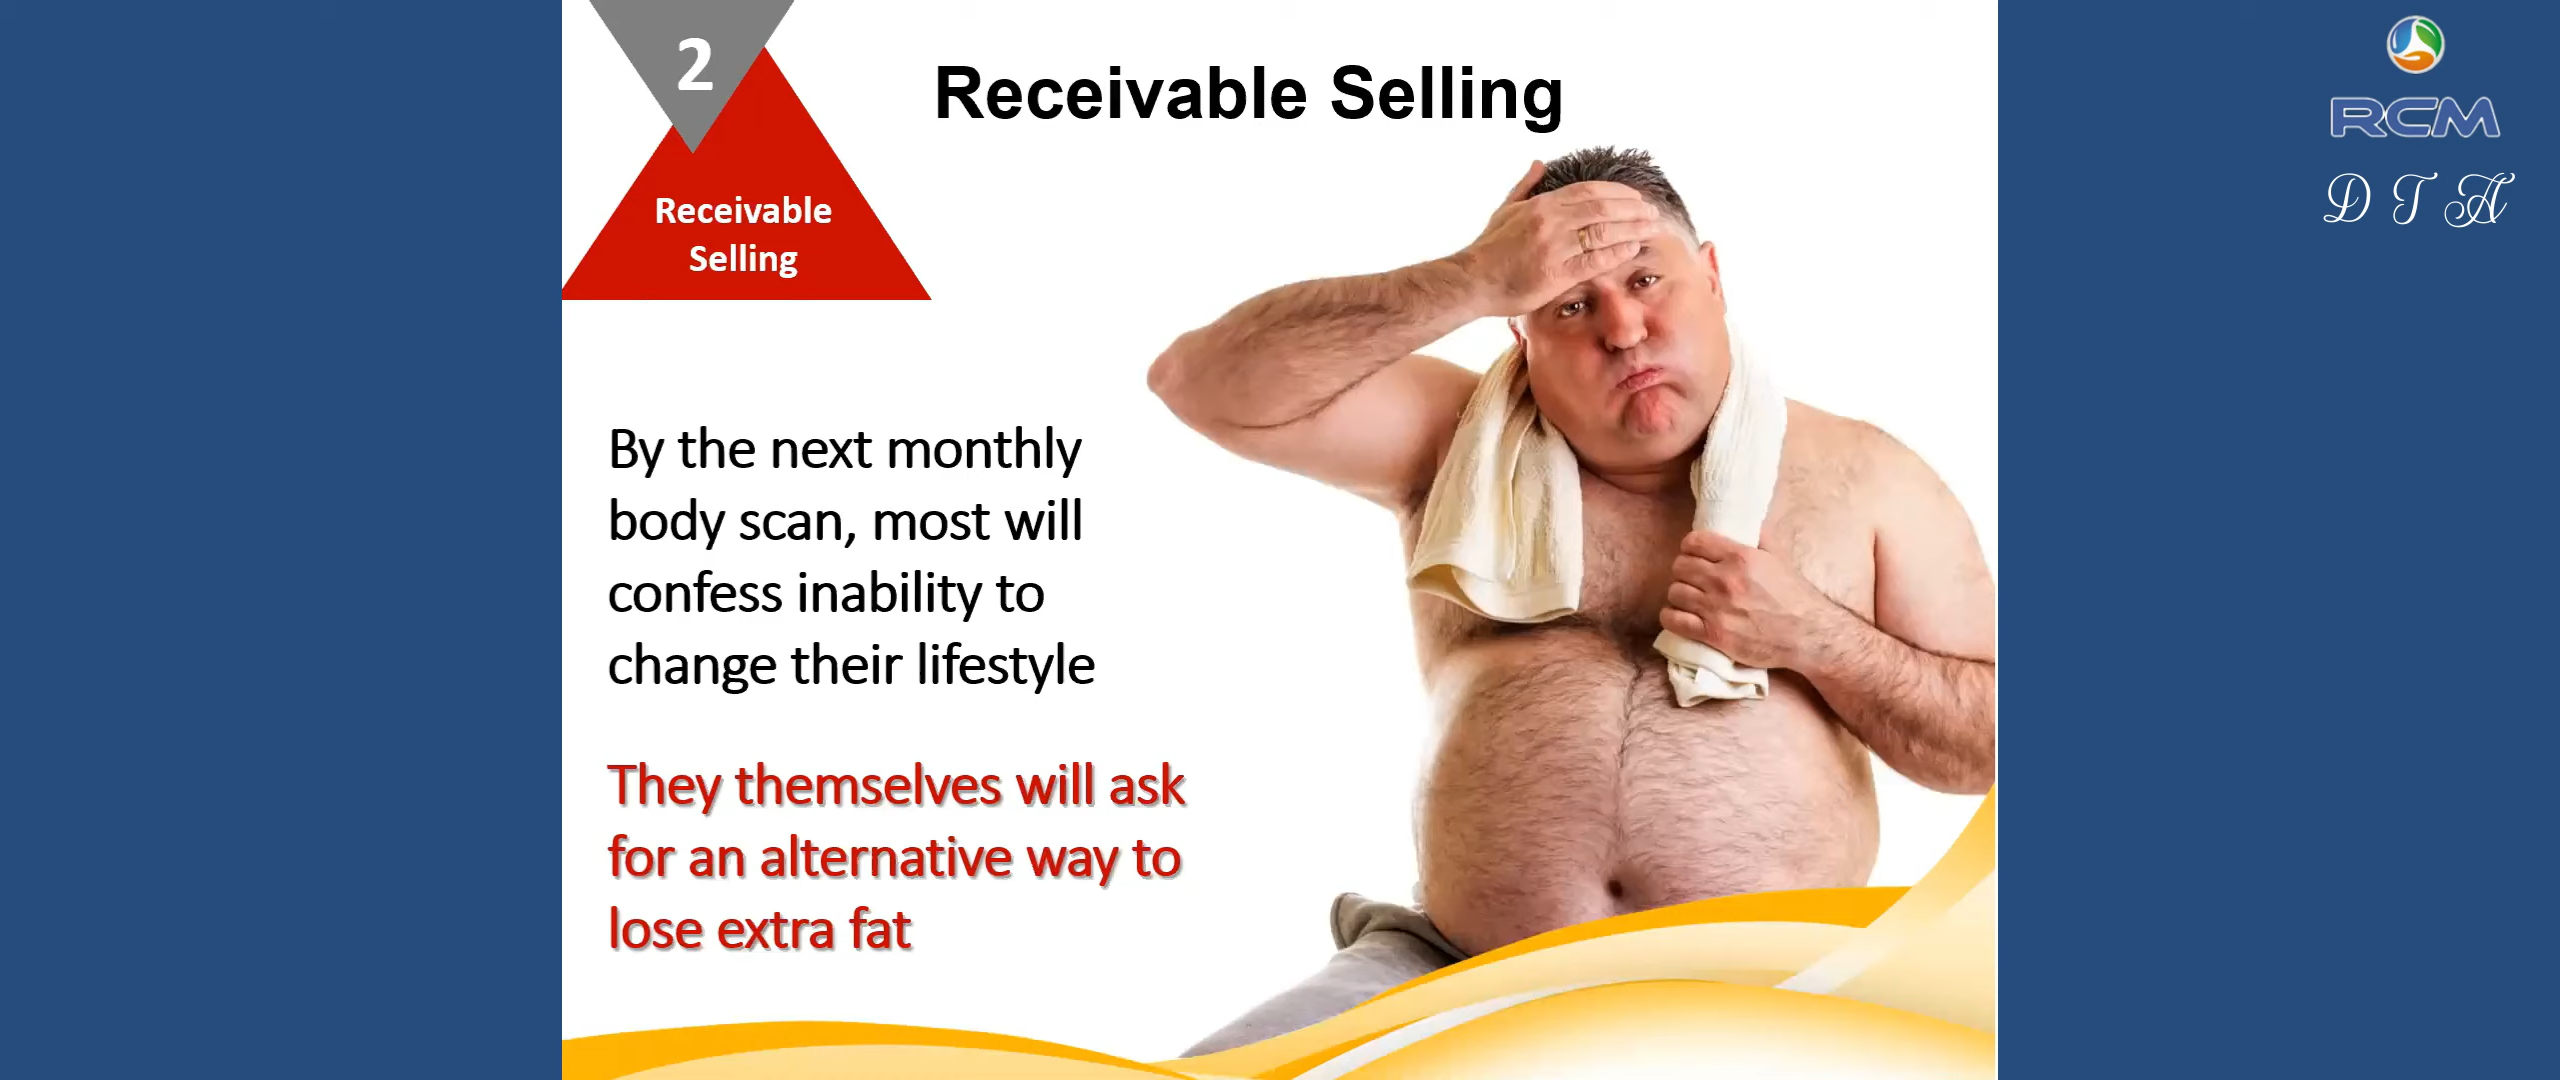 2
Receivable Selling
Receivable
Selling
By the next monthly
body scan, most will
confess inability to
change their lifestyle
They themselves will ask
for an alternative way to
lose extra fat
RCM
D T A